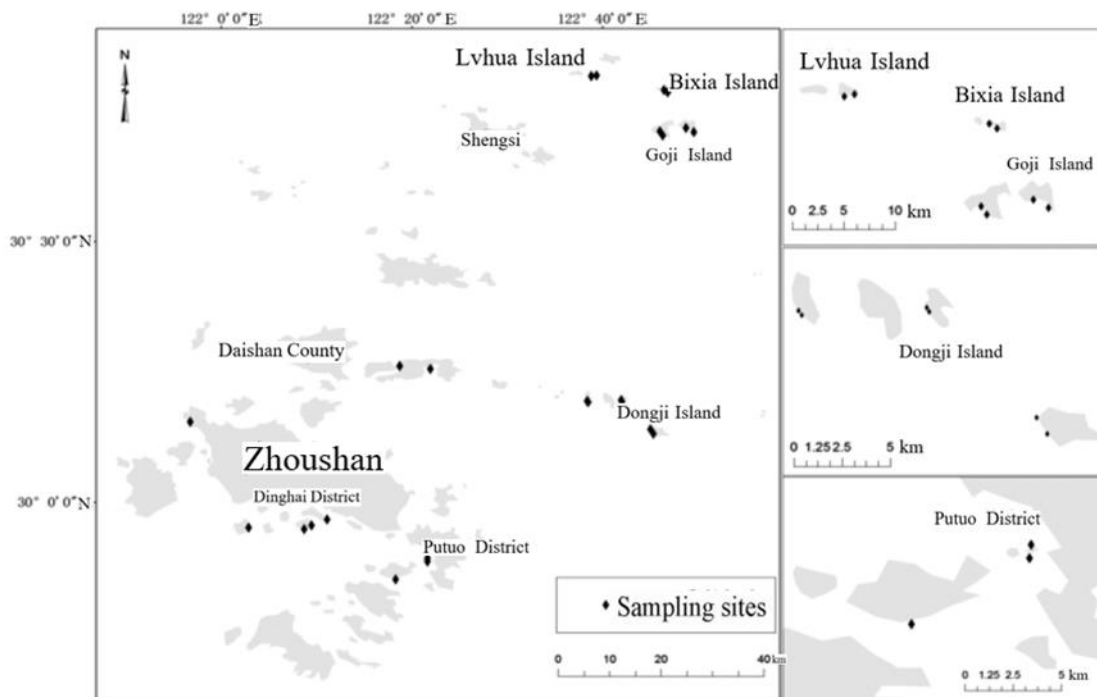 122° 0′0″E
122° 20′0″E
122° 40′0″E
N
Lvhua Island
Bixia Island
Shengsi
Goji Island
30° 30′0″N
Daishan County
Dongji Island
Zhoushan
Dinghai District
30° 0′0″N
Putuo District
Sampling sites
0 10 20 40 km
Lvhua Island
Bixia Island
Goji Island
0 2.5 5 10 km
Dongji Island
0 1.25 2.5 5 km
Putuo District
0 1.25 2.5 5 km